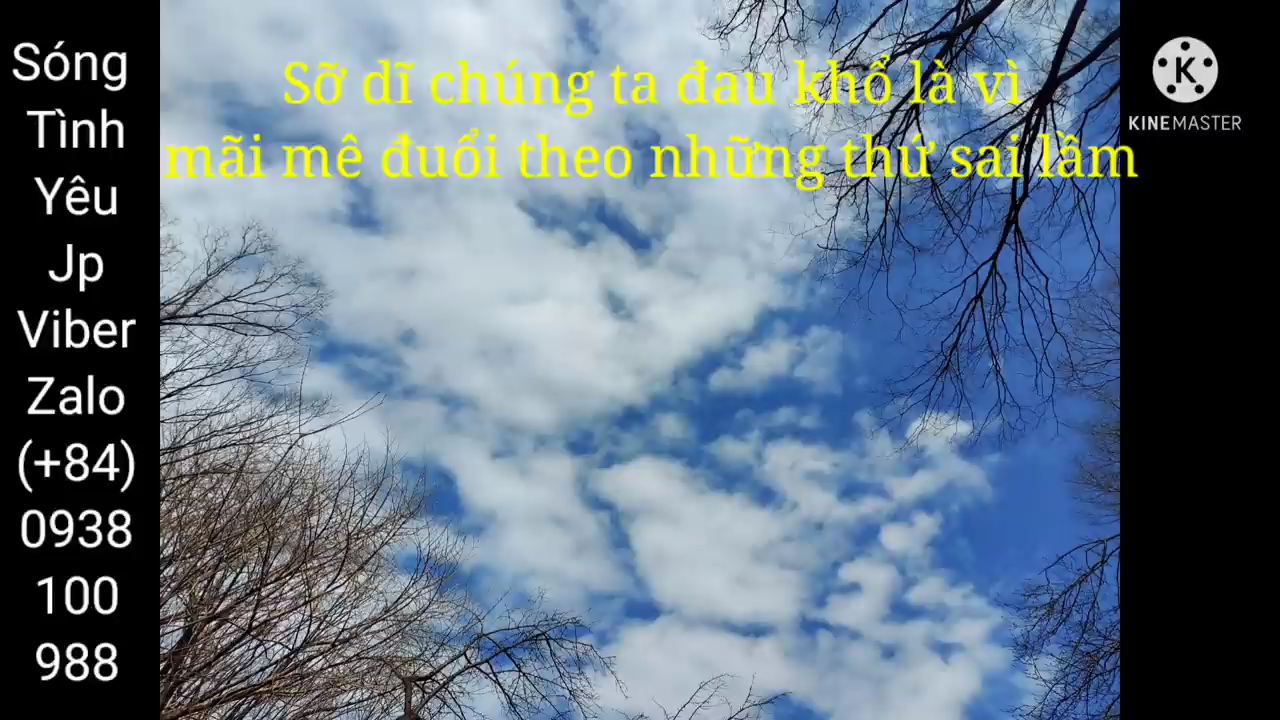 Sóng
Tình
Yêu
Jp
Viber
Zalo
(+84)
0938
100
988
Sỡ dĩ chúng ta đau khổ là vì
mãi mê đuổi theo những thứ sai lầm
KINEMASTER